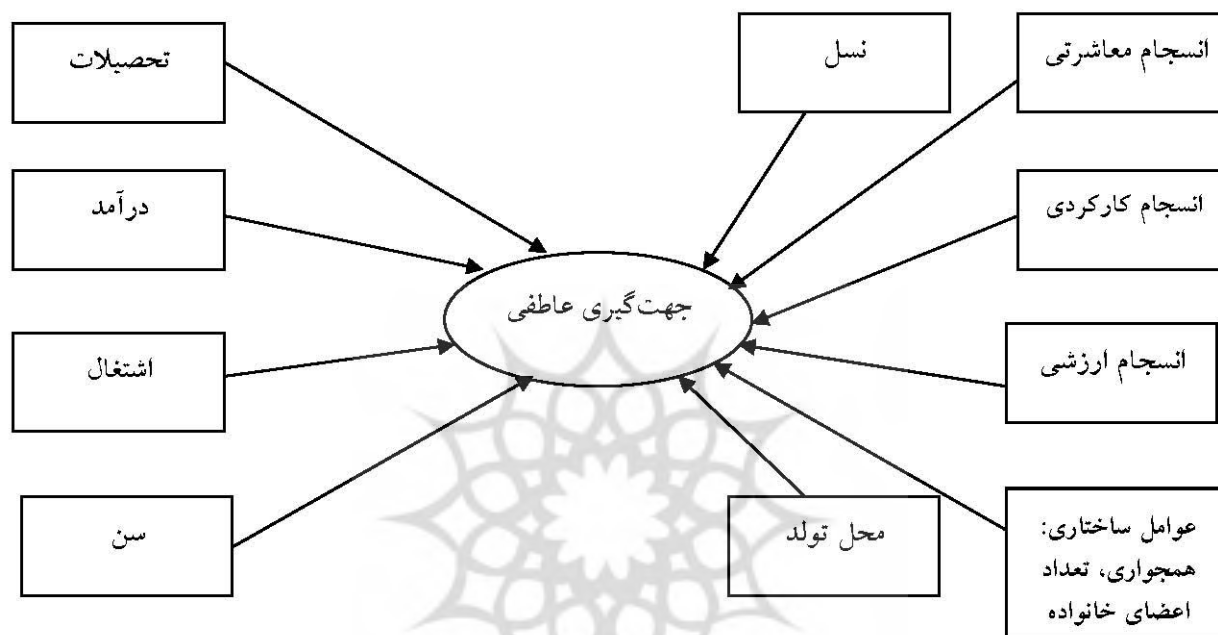 انسجام معاشرتی
نسل
تحصیلات
انسجام کارکردی
درآمد
جهت‌گیری عاطفی
انسجام ارزشی
اشتغال
عوامل ساختاری:
همجواری، تعداد
اعضای خانواده
محل تولد
سن